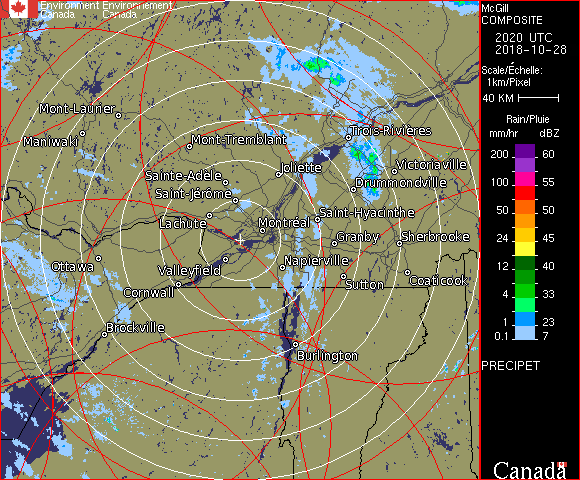 Environment Environnement
Canada Canada
McGill
COMPOSITE
2020 UTC
2018-10-28
Scale/Échelle:
1km/Pixel
40 KM
Rain/Pluie
mm/hr dBZ
200 60
100 55
50 50
24 45
12 40
4 33
1 23
0.1 7
PRECIPET
Canada
Mont-Laurier
Maniwaki
Mont-Tremblant
Trois-Rivières
Joliette
Victoriaville
Sainte-Adèle
Drummondville
Saint-Jérôme
Saint-Hyacinthe
Lachute
Montréal
Granby
Sherbrooke
Ottawa
Valleyfield
Napierville
Cornwall
Sutton
Coaticook
Brockville
Burlington